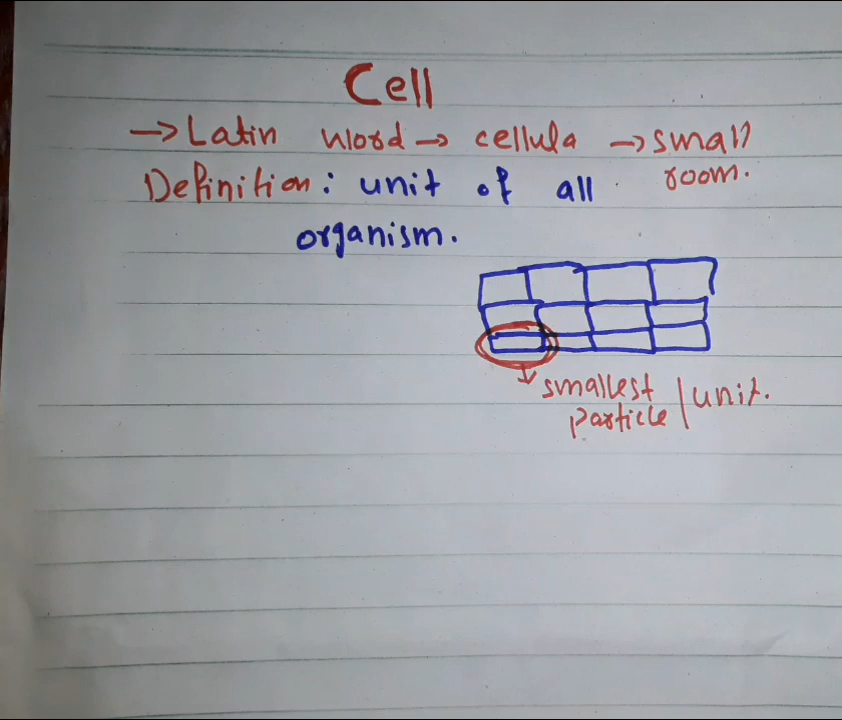 Cell
→ Latin word → cellula → small
room.
Definition: unit of all
organism.
↓ smallest
particle / unit.